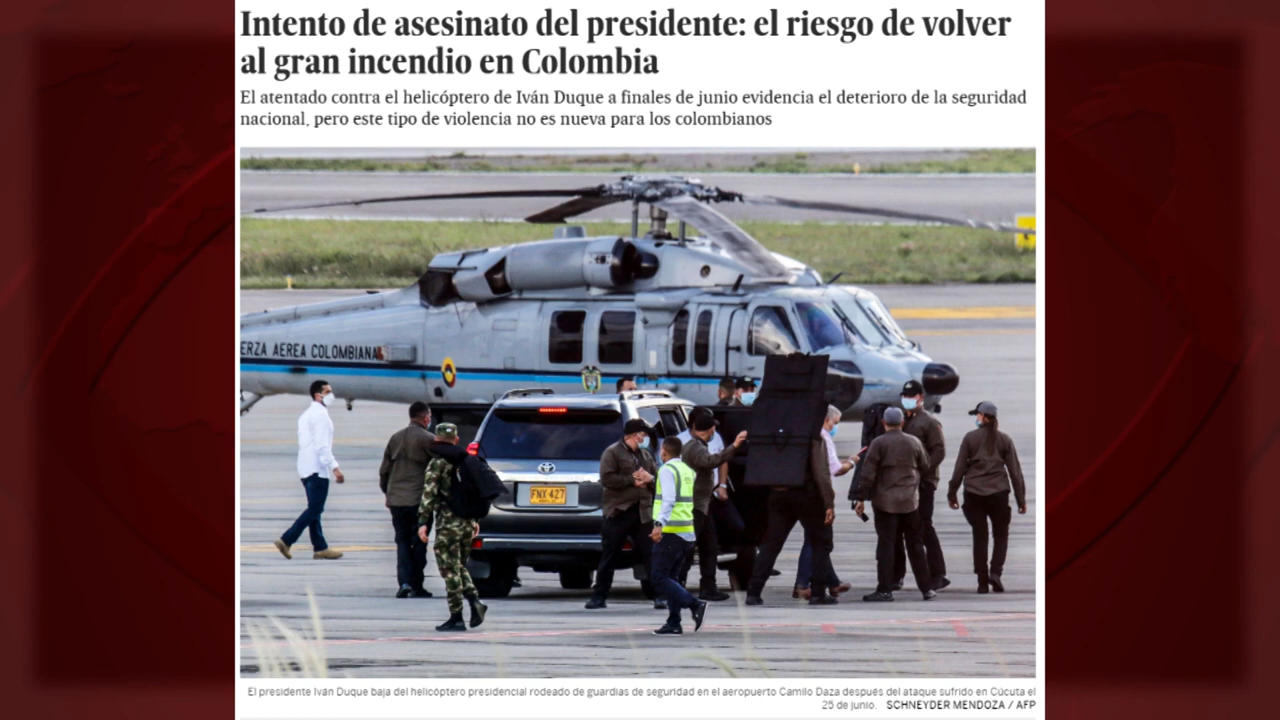 Intento de asesinato del presidente: el riesgo de volver
al gran incendio en Colombia
El atentado contra el helicóptero de Iván Duque a finales de junio evidencia el deterioro de la seguridad
nacional, pero este tipo de violencia no es nueva para los colombianos
ERZA AEREA COLOMBIANA
FNX 427
El presidente Iván Duque baja del helicóptero presidencial rodeado de guardias de seguridad en el aeropuerto Camilo Daza después del ataque sufrido en Cúcuta el
25 de junio. SCHNEYDER MENDOZA / AFP